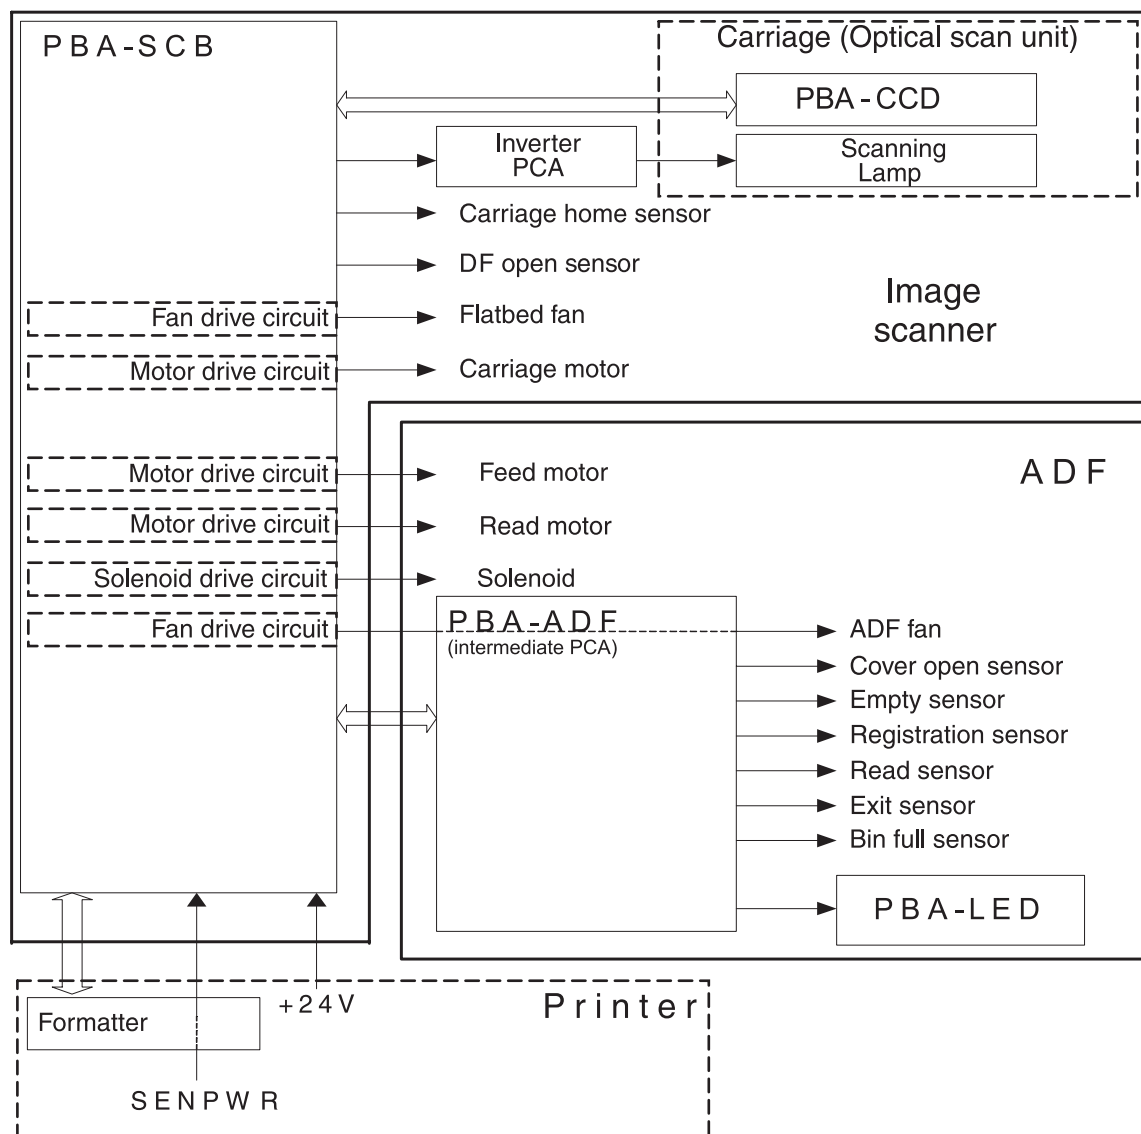 PBA-SCB
Carriage (Optical scan unit)
PBA-CCD
Inverter
PCA
Scanning
Lamp
Carriage home sensor
DF open sensor
Fan drive circuit
Flatbed fan
Motor drive circuit
Carriage motor
Image
scanner
Motor drive circuit
Feed motor
ADF
Motor drive circuit
Read motor
Solenoid drive circuit
Solenoid
Fan drive circuit
PBA-ADF
(intermediate PCA)
ADF fan
Cover open sensor
Empty sensor
Registration sensor
Read sensor
Exit sensor
Bin full sensor
PBA-LED
+24V
Printer
Formatter
SENPWR